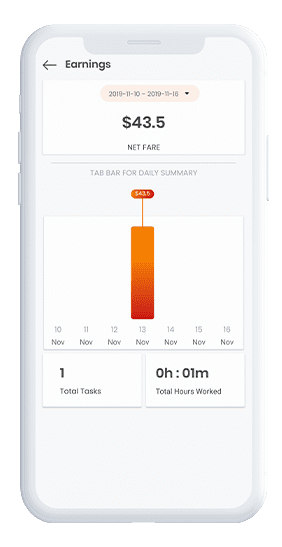 Earnings
2019-11-10 - 2019-11-16
$43.5
NET FARE
TAB BAR FOR DAILY SUMMARY
$43.5
10 11 12 13 14 15 16
Nov Nov Nov Nov Nov Nov Nov
1 0h : 01m
Total Tasks Total Hours Worked